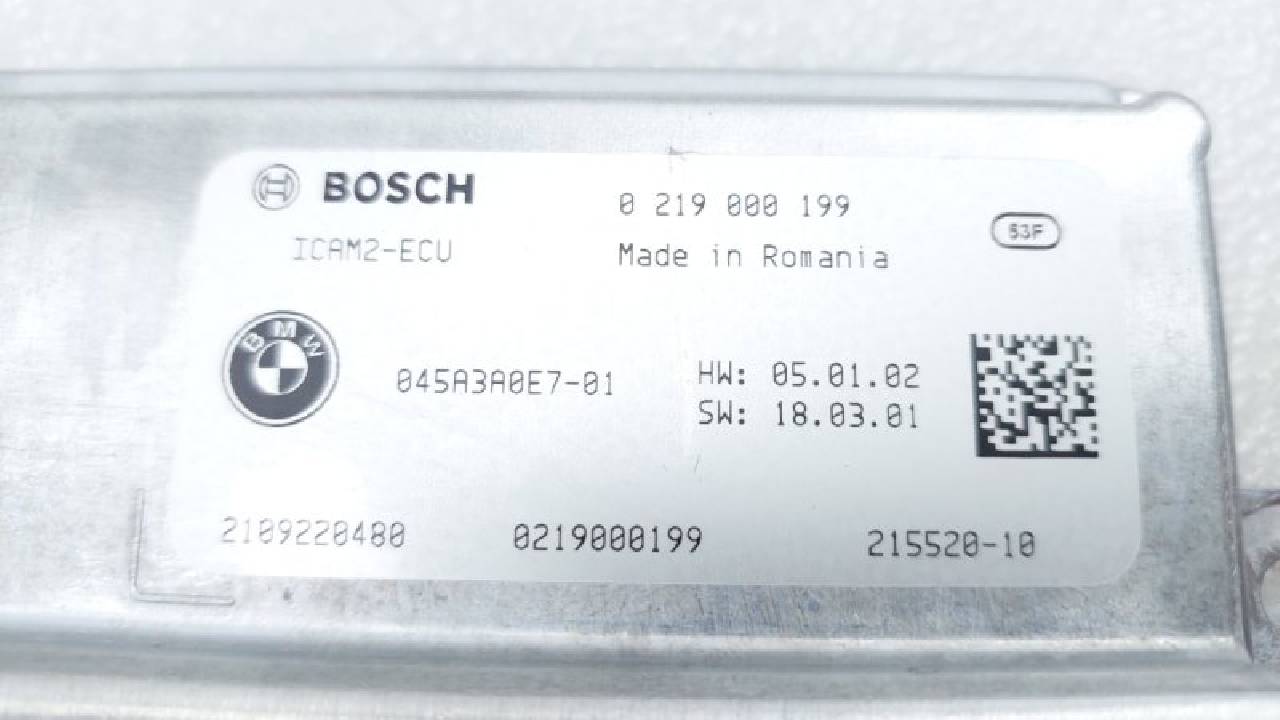 BOSCH
0 219 000 199
ICAM2-ECU
Made in Romania
53F
BMW
045A3A0E7-01
HW: 05.01.02
SW: 18.03.01
2109220480
0219000199
215520-10